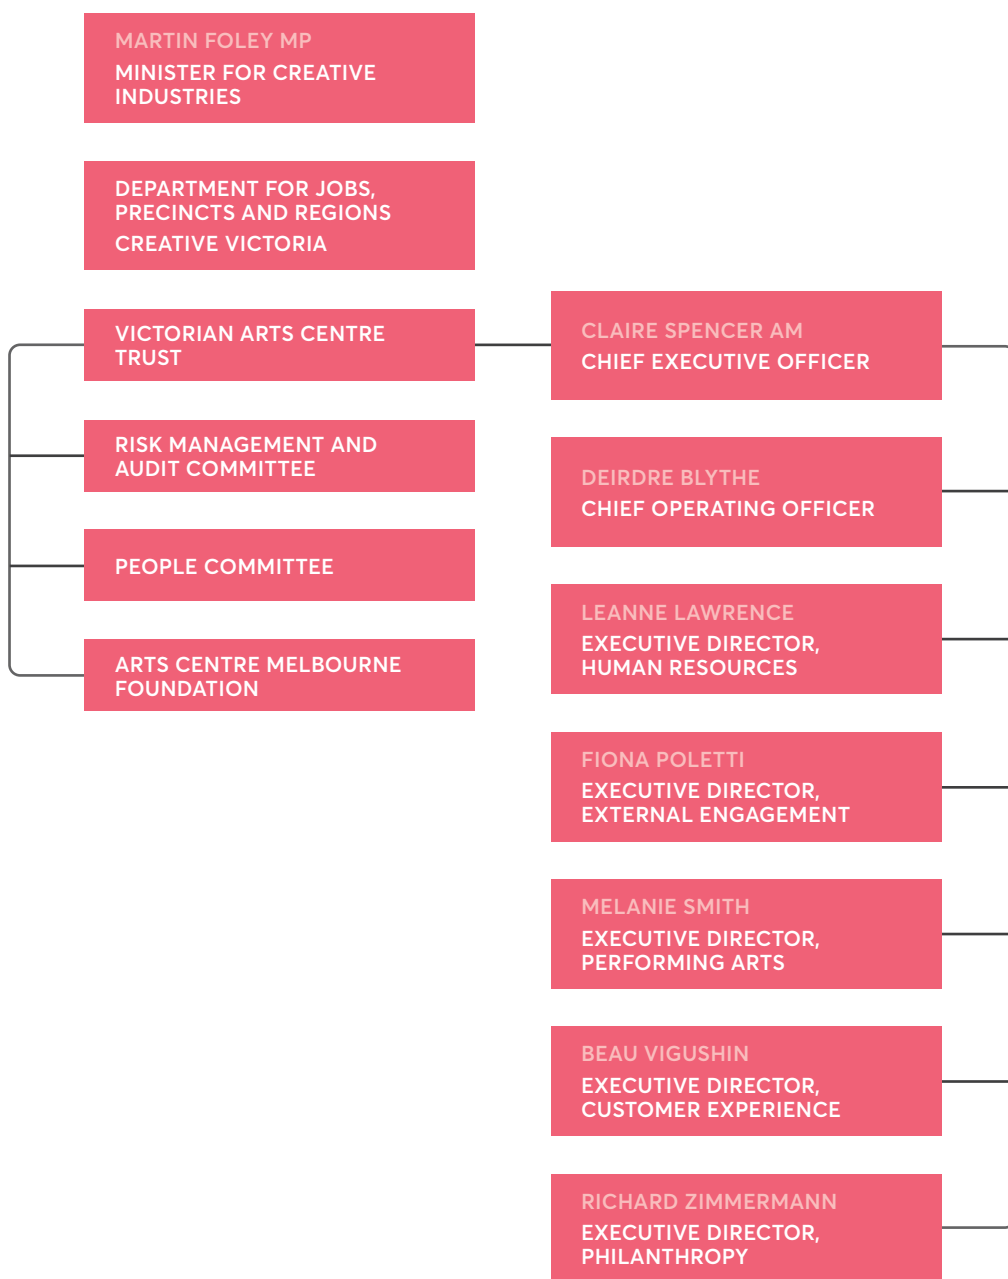 MARTIN FOLEY MP
MINISTER FOR CREATIVE
INDUSTRIES
DEPARTMENT FOR JOBS,
PRECINCTS AND REGIONS
CREATIVE VICTORIA
VICTORIAN ARTS CENTRE
TRUST
RISK MANAGEMENT AND
AUDIT COMMITTEE
PEOPLE COMMITTEE
ARTS CENTRE MELBOURNE
FOUNDATION
CLAIRE SPENCER AM
CHIEF EXECUTIVE OFFICER
DEIRDRE BLYTHE
CHIEF OPERATING OFFICER
LEANNE LAWRENCE
EXECUTIVE DIRECTOR,
HUMAN RESOURCES
FIONA POLETTI
EXECUTIVE DIRECTOR,
EXTERNAL ENGAGEMENT
MELANIE SMITH
EXECUTIVE DIRECTOR,
PERFORMING ARTS
BEAU VIGUSHIN
EXECUTIVE DIRECTOR,
CUSTOMER EXPERIENCE
RICHARD ZIMMERMANN
EXECUTIVE DIRECTOR,
PHILANTHROPY